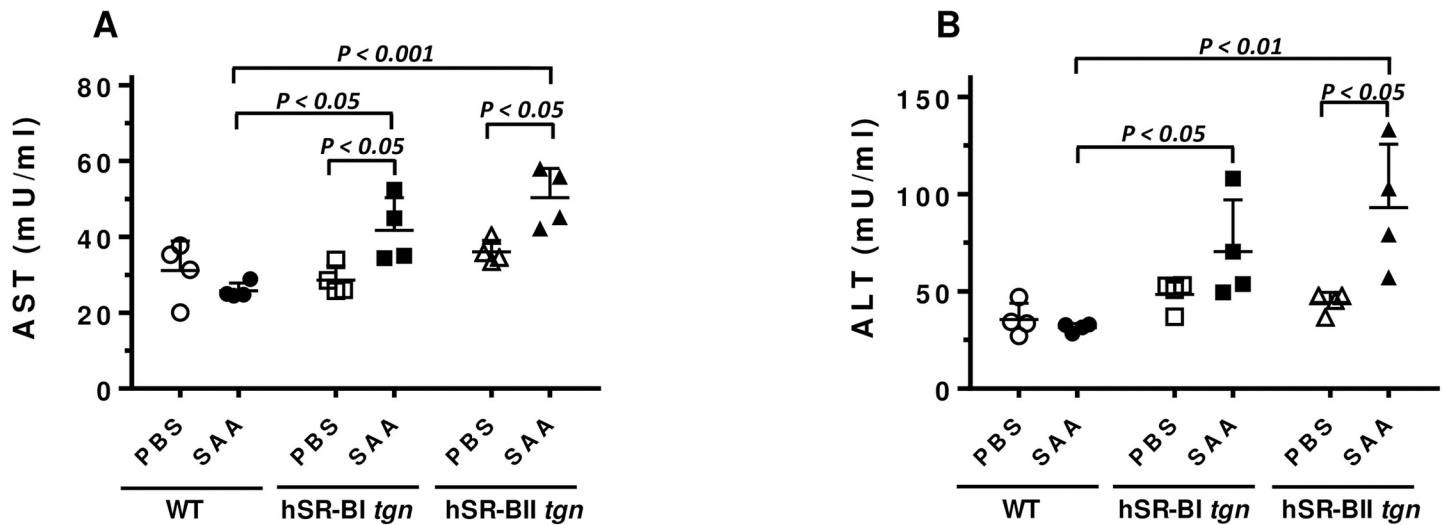 A
AST (mU/ml)
80
60
40
20
0
P < 0.001
P < 0.05
P < 0.05
P < 0.05
PBS
SAA
PBS
SAA
PBS
SAA
WT
hSR-BI tgn
hSR-BII tgn
B
ALT (mU/ml)
150
100
50
0
P < 0.01
P < 0.05
P < 0.05
PBS
SAA
PBS
SAA
PBS
SAA
WT
hSR-BI tgn
hSR-BII tgn